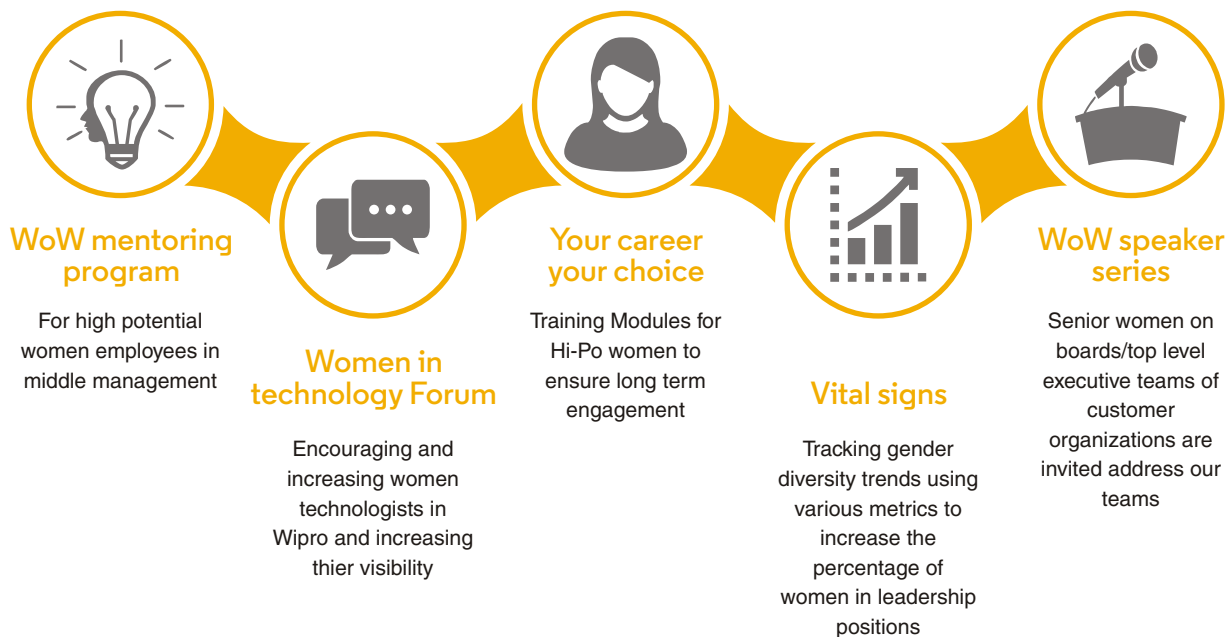 WoW mentoring
program
For high potential
women employees in
middle management
Women in
technology Forum
Encouraging and
increasing women
technologists in
Wipro and increasing
thier visibility
Your career
your choice
Training Modules for
Hi-Po women to
ensure long term
engagement
Vital signs
Tracking gender
diversity trends using
various metrics to
increase the
percentage of
women in leadership
positions
WoW speaker
series
Senior women on
boards/top level
executive teams of
customer
organizations are
invited address our
teams